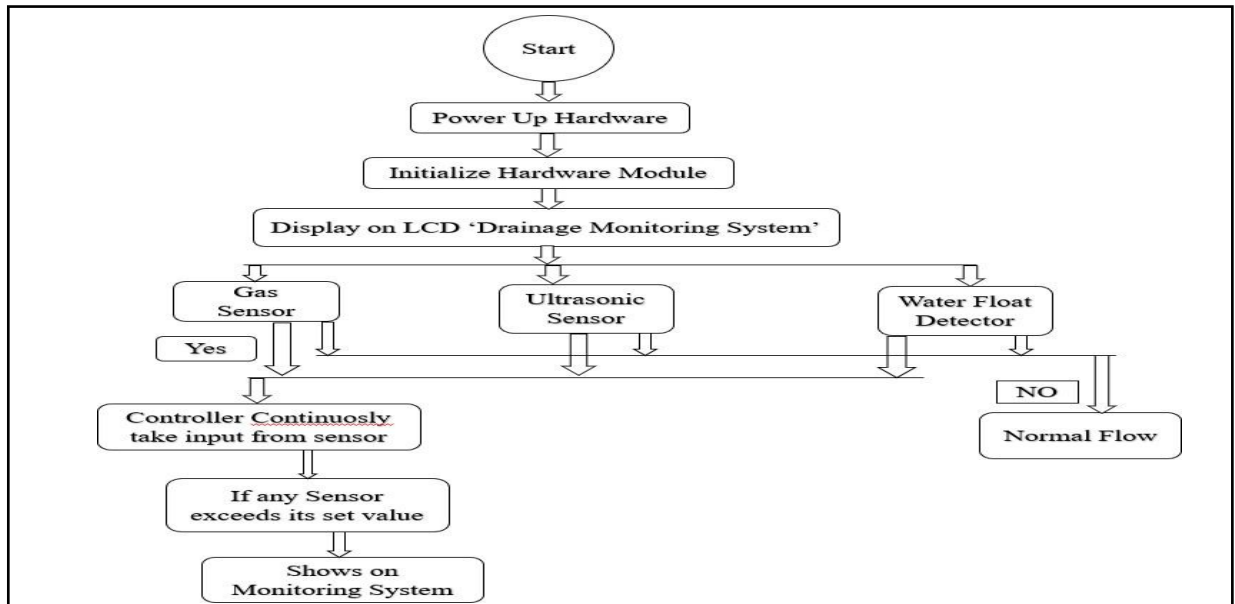 Start
Power Up Hardware
Initialize Hardware Module
Display on LCD ‘Drainage Monitoring System’
Gas
Sensor
Ultrasonic
Sensor
Water Float
Detector
Yes
NO
Controller Continuosly
take input from sensor
Normal Flow
If any Sensor
exceeds its set value
Shows on
Monitoring System